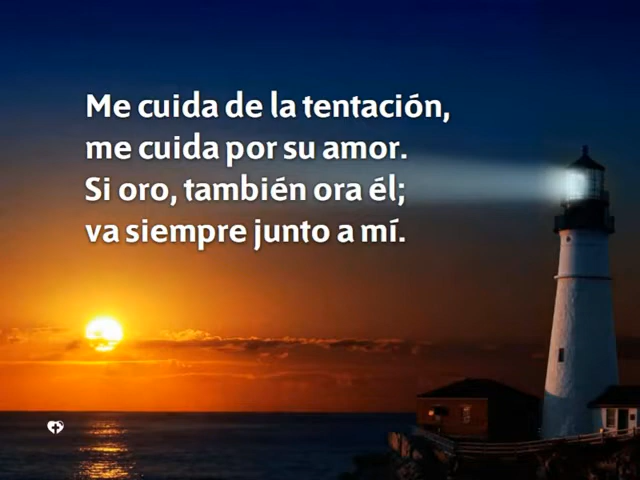 Me cuida de la tentación,
me cuida por su amor.
Si oro, también ora él;
va siempre junto a mí.